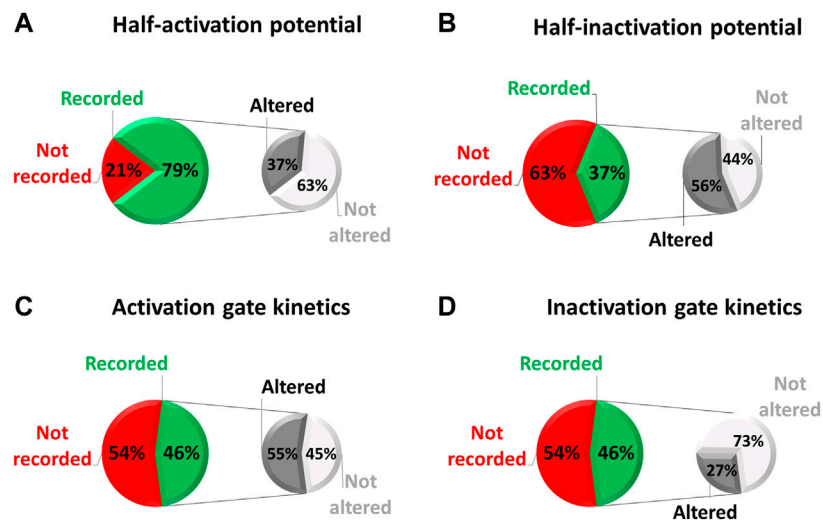 A Half-activation potential
Recorded
Not
recorded
21%
79%
Altered
37%
63%
Not
altered
B Half-inactivation potential
Recorded
Not
recorded
63%
37%
Not
altered
44%
56%
Altered
C Activation gate kinetics
Recorded
Not
recorded
54%
46%
Altered
55%
45%
Not
altered
D Inactivation gate kinetics
Recorded
Not
recorded
54%
46%
Not
altered
73%
27%
Altered